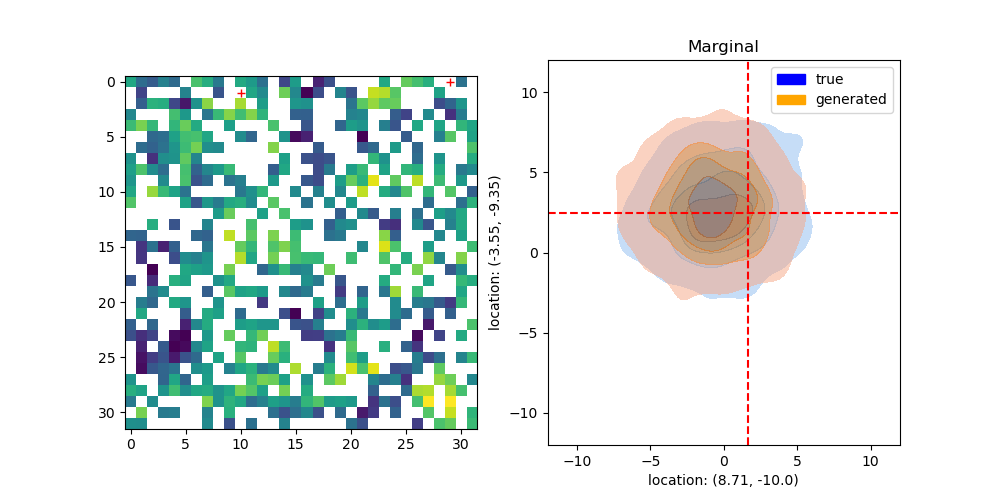 Marginal
true
generated
0
5
10
15
20
25
30
0 5 10 15 20 25 30
location: (-3.55, -9.35)
10
5
0
−5
−10
−10 −5 0 5 10
location: (8.71, -10.0)